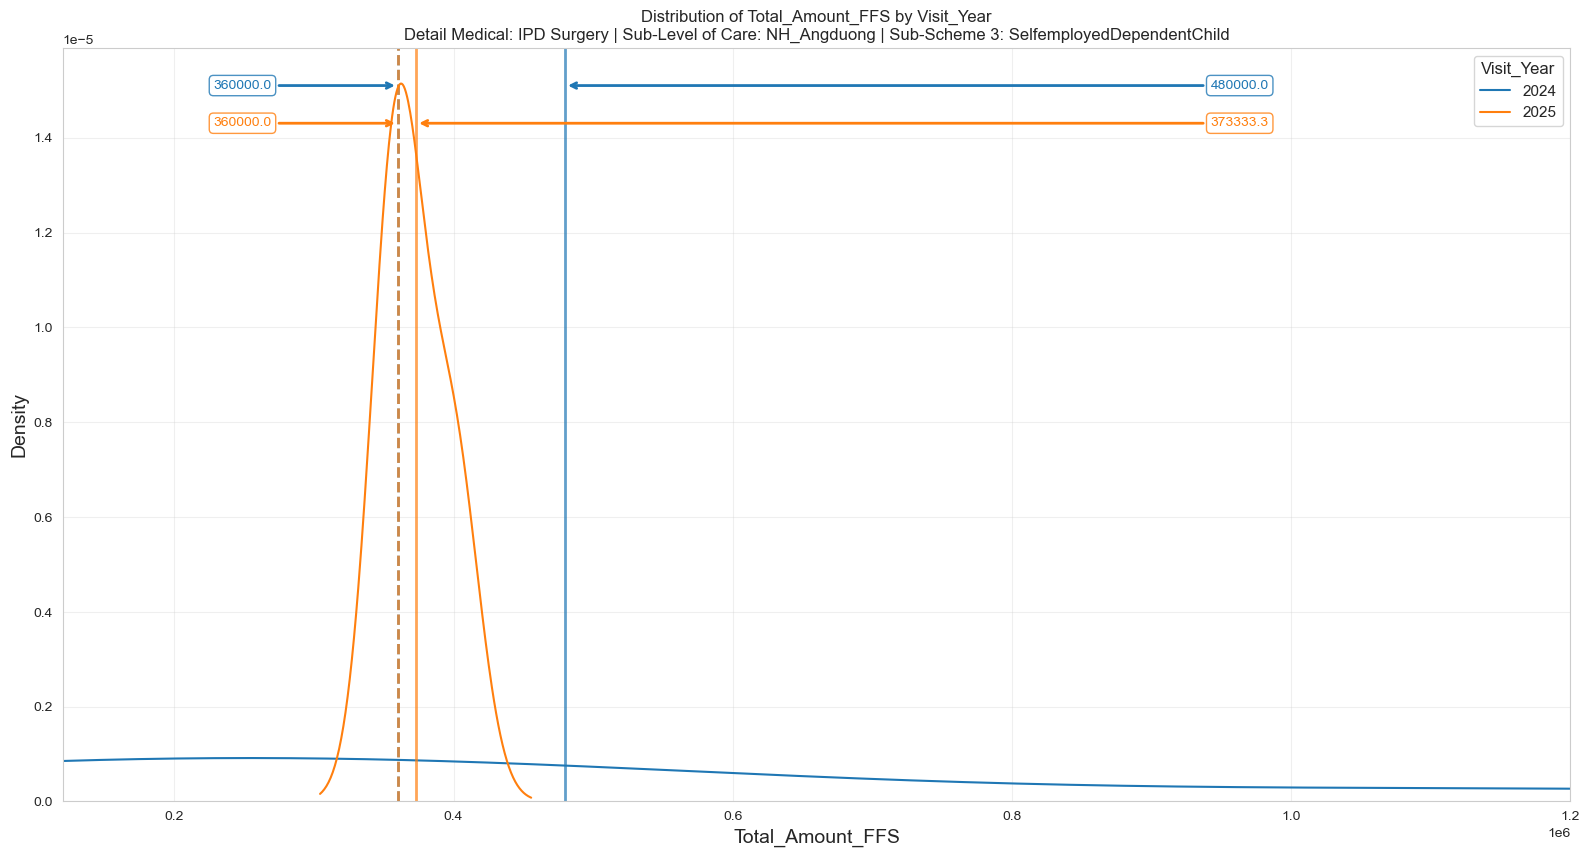 Distribution of Total_Amount_FFS by Visit_Year
Detail Medical: IPD Surgery | Sub-Level of Care: NH_Angduong | Sub-Scheme 3: SelfemployedDependentChild
1e−5
Visit_Year
2024
2025
360000.0
480000.0
360000.0
373333.3
1.4
1.2
1.0
0.8
0.6
0.4
0.2
0.0
Density
0.2
0.4
0.6
0.8
1.0
1.2
1e6
Total_Amount_FFS